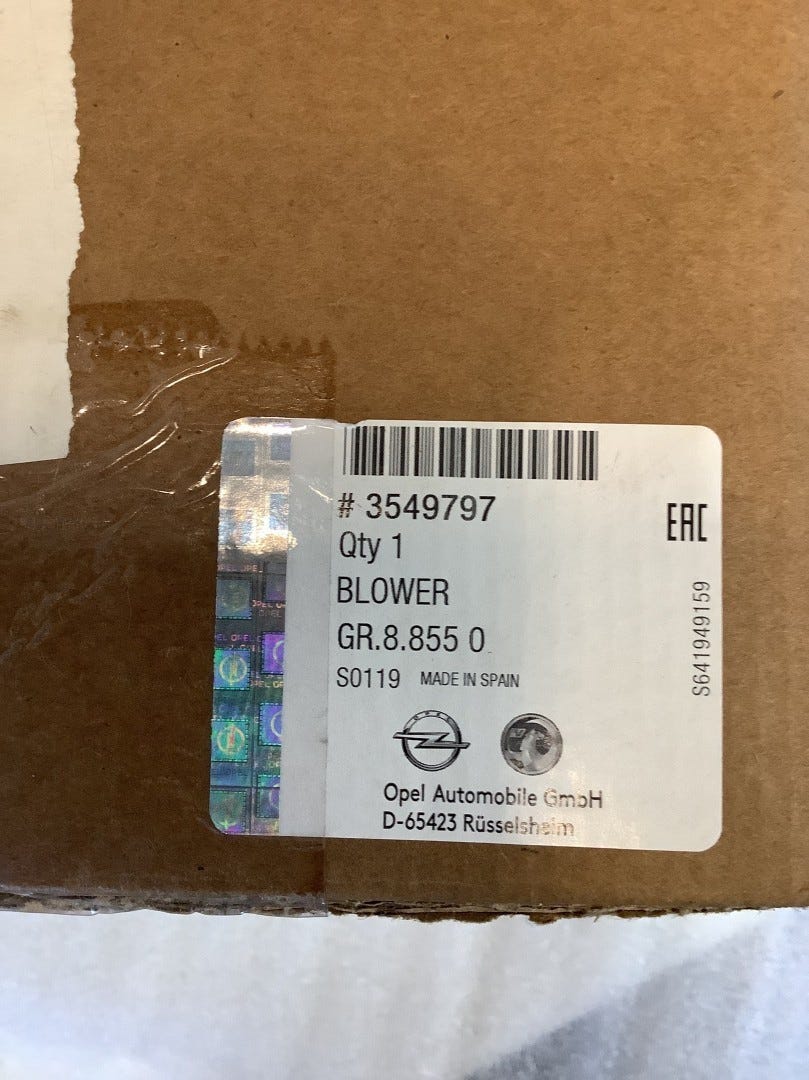 # 3549797
Qty 1
BLOWER
GR.8.855 0
S0119 MADE IN SPAIN
Opel Automobile GmbH
D-65423 Rüsselsheim
EAC
S641949159